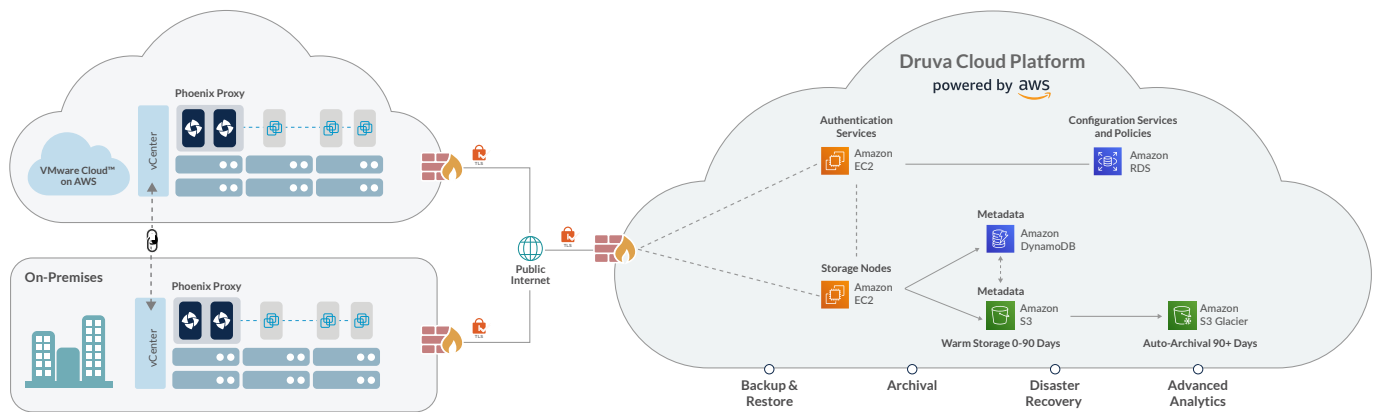 Phoenix Proxy
vCenter
VMware Cloud™
on AWS
TLS
On-Premises
Phoenix Proxy
vCenter
TLS
Public
Internet
TLS
Druva Cloud Platform
powered by aws
Authentication
Services
Amazon
EC2
Configuration Services
and Policies
Amazon
RDS
Storage Nodes
Amazon
EC2
Metadata
Amazon
DynamoDB
Metadata
Amazon
S3
Warm Storage 0-90 Days
Amazon
S3 Glacier
Auto-Archival 90+ Days
Backup &
Restore
Archival
Disaster
Recovery
Advanced
Analytics